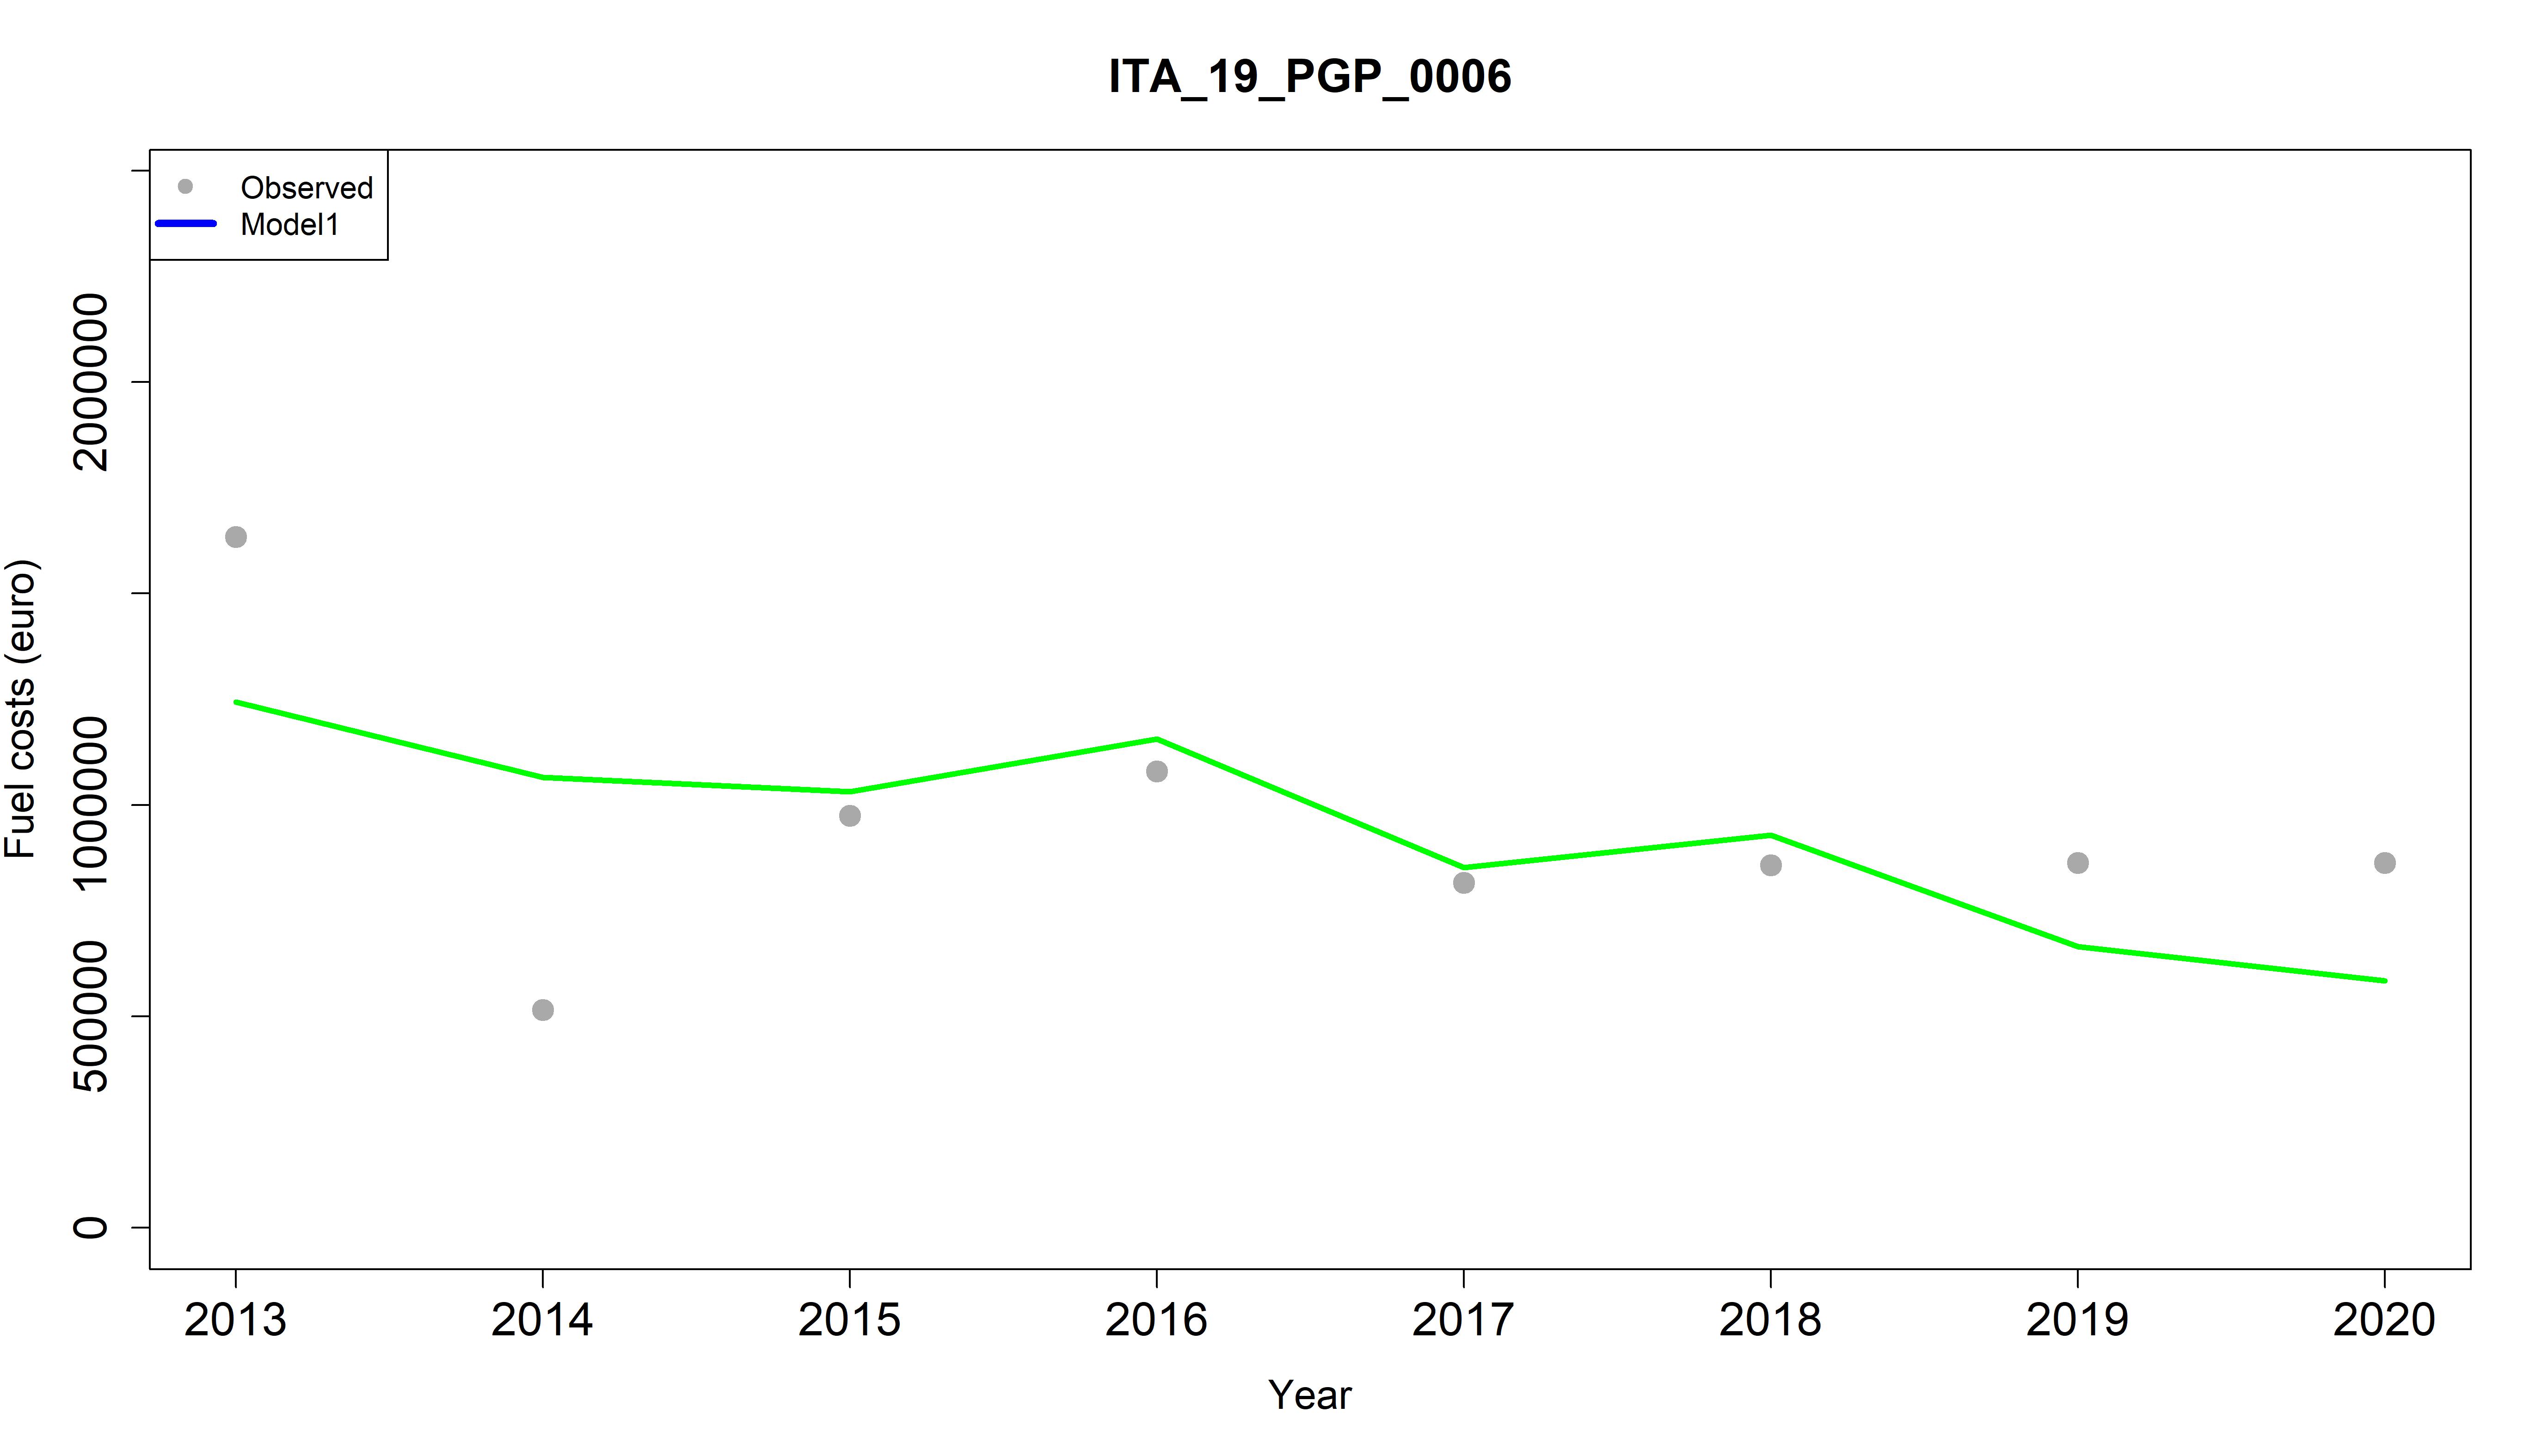 ITA_19_PGP_0006
Observed
Model1
Fuel costs (euro)
2000000
1000000
500000
0
2013 2014 2015 2016 2017 2018 2019 2020
Year